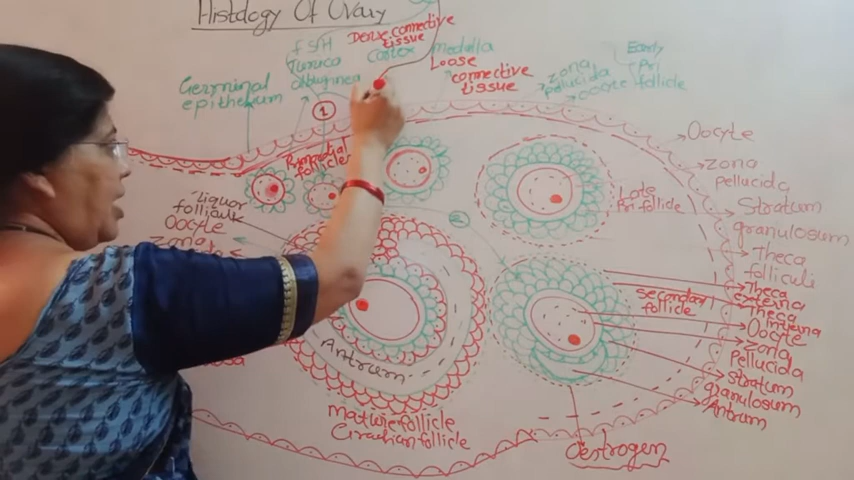 Histology Of Ovary
Dense connective
tissue
FSH
Tunica
albuginea
Cortex
medulla
Loose
connective
tissue
Germinal
epithelium
zona
pellucida
oocyte
Early
Pri
follicle
1
Primordial
follicles
Oocyte
zona
pellucida
Stratum
granulosum
Theca
folliculi
Theca
externa
Theca
interna
Oocyte
zona
pellucida
stratum
granulosum
Antrum
Late
Pri follicle
Liquor
folliculi
Oocyte
zona
2
secondary
follicle
Antrum
Mature follicle
Graafian follicle
Oestrogen